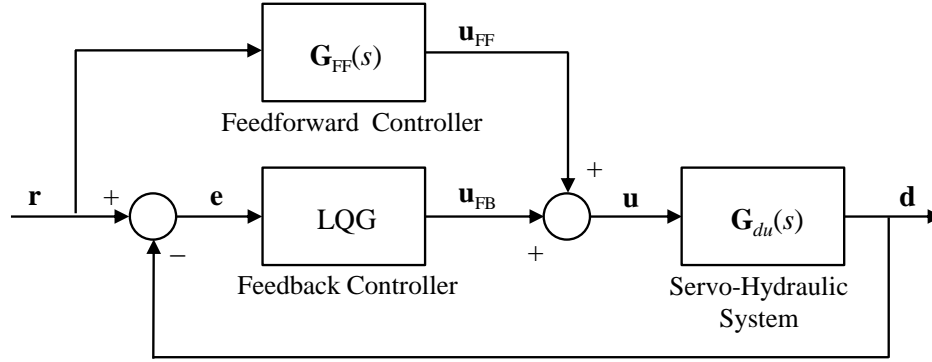 u_FF
G_FF(s)
Feedforward Controller
r
+
e
u_FB
+
u
d
LQG
G_du(s)
−
+
Feedback Controller
Servo-Hydraulic
System